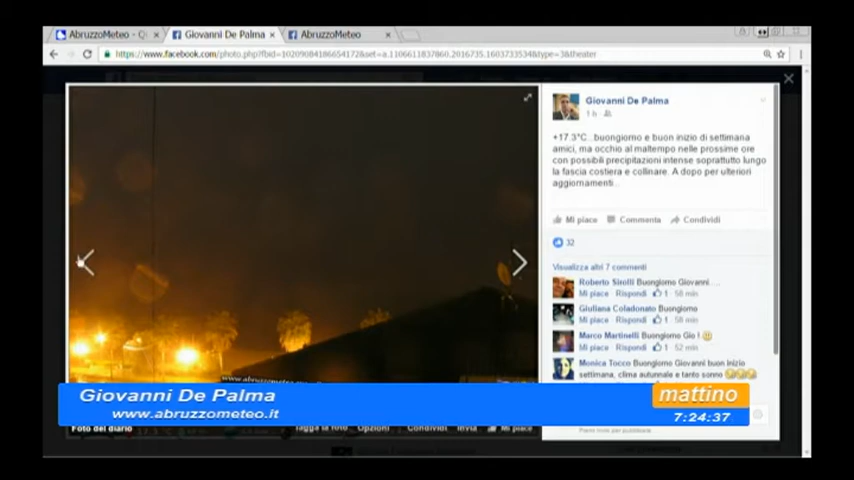 AbruzzoMeteo - Q
Giovanni De Palma
AbruzzoMeteo
https://www.facebook.com/photo.php?fbid=10209084186654172&set=a.1106611837860.2016735.1603733534&type=3&theater
Giovanni De Palma
1 h
+17.3°C...buongiorno e buon inizio di settimana
amici, ma occhio al maltempo nelle prossime ore
con possibili precipitazioni intense soprattutto lungo
la fascia costiera e collinare. A dopo per ulteriori
aggiornamenti...
Mi piace Commenta Condividi
32
Visualizza altri 7 commenti
Roberto Sirolli Buongiorno Giovanni....
Mi piace · Rispondi · 1 · 58 min
Giuliana Coladonato Buongiorno
Mi piace · Rispondi · 1 · 58 min
Marco Martinelli Buongiorno Gio !
Mi piace · Rispondi · 1 · 52 min
Monica Tocco Buongiorno Giovanni buon inizio
settimana, clima autunnale e tanto sonno
www.abruzzometeo
Giovanni De Palma
www.abruzzometeo.it
mattino
7:24:37
Foto del diario
Tagga la foto Opzioni Condividi Invia Mi piace